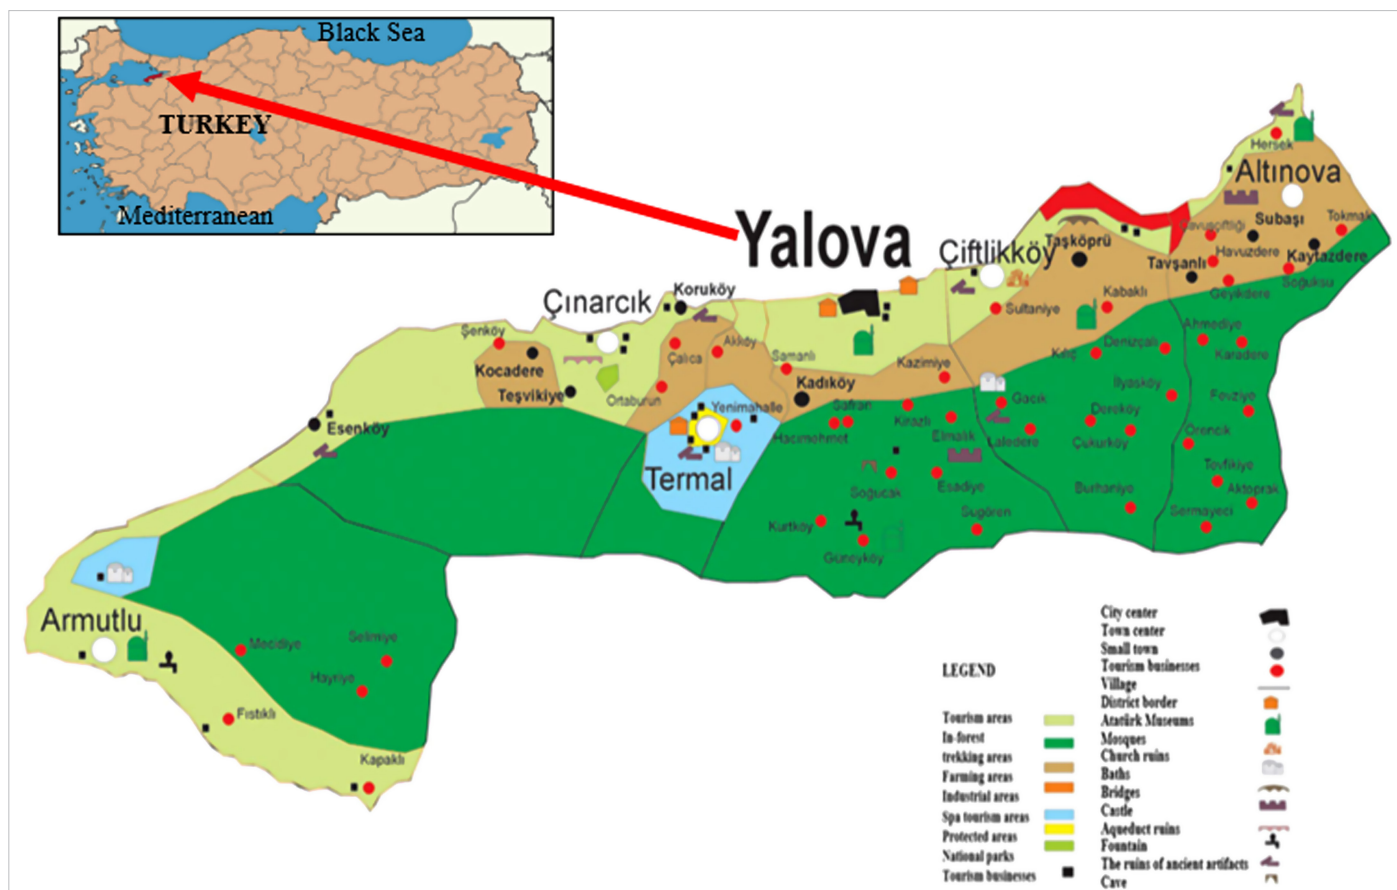 Black Sea
TURKEY
Mediterranean
Yalova
Hersek
Altınova
Subaşı
Tokmak
Havuzdere
Kaytazdere
Tavşanlı
Soğuksu
Geyikdere
Taşköprü
Çiftlikköy
Kabaklı
Sultaniye
Ahmediye
Karadere
Denizçalı
Kılıç
Koruköy
Çınarcık
Şenköy
Kocadere
Teşvikiye
Çalıca
Akköy
Ortaburun
Samanlı
Kadıköy
Kazimiye
Yenimahalle
Safran
Hacımehmet
Kirazlı
Elmalık
Gacık
Laledere
İlyasköy
Dereköy
Çukurköy
Fevziye
Örencik
Tevfikiye
Aktoprak
Sermayeci
Burhaniye
Esenköy
Termal
Soğucak
Esadiye
Kurtköy
Güneyköy
Sugören
Armutlu
Mecidiye
Selimiye
Hayriye
Fıstıklı
Kapaklı
LEGEND
Tourism areas
In-forest
trekking areas
Farming areas
Industrial areas
Spa tourism areas
Protected areas
National parks
Tourism businesses
City center
Town center
Small town
Tourism businesses
Village
District border
Atatürk Museums
Mosques
Church ruins
Baths
Bridges
Castle
Aqueduct ruins
Fountain
The ruins of ancient artifacts
Cave